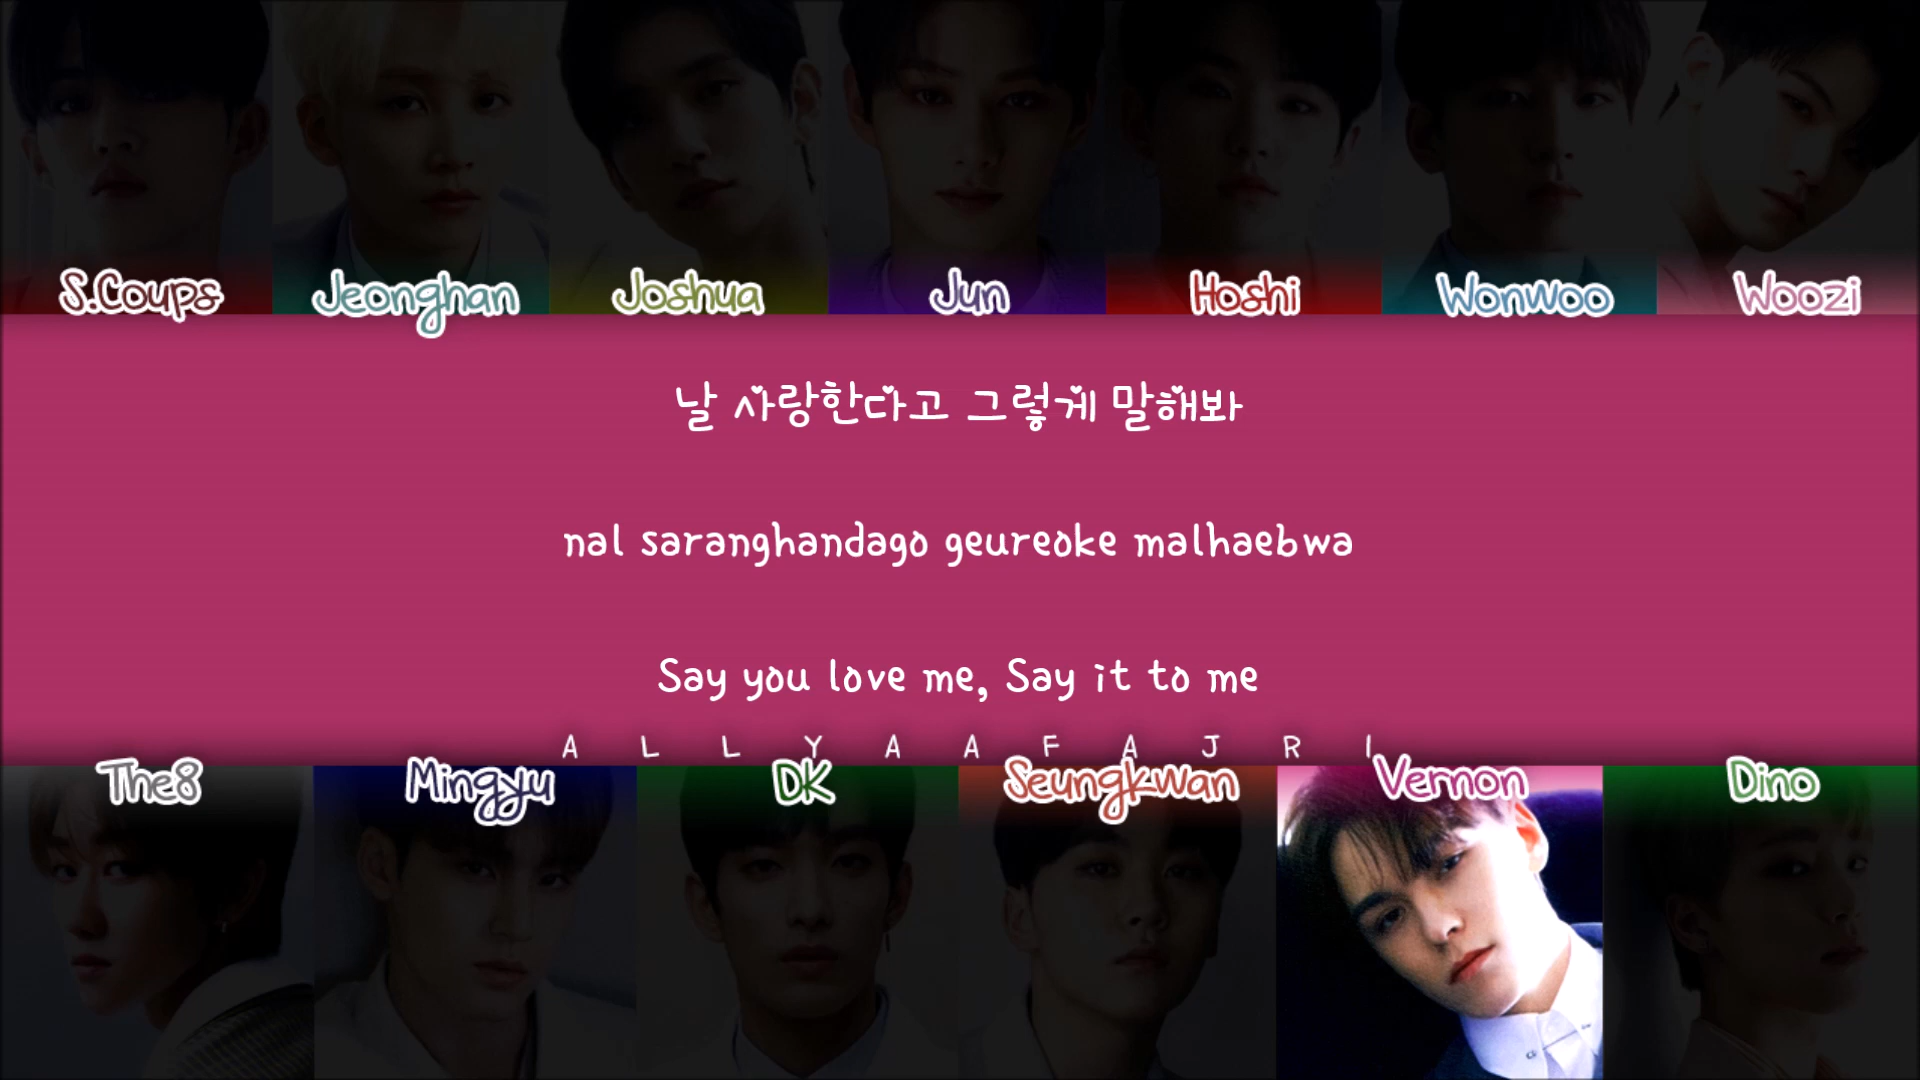 S.Coups Jeonghan Joshua Jun Hoshi Wonwoo Woozi
날 사랑한다고 그렇게 말해봐
nal saranghandago geureoke malhaebwa
Say you love me, Say it to me
A L L Y A A F A J R I
The8 Mingyu DK Seungkwan Vernon Dino